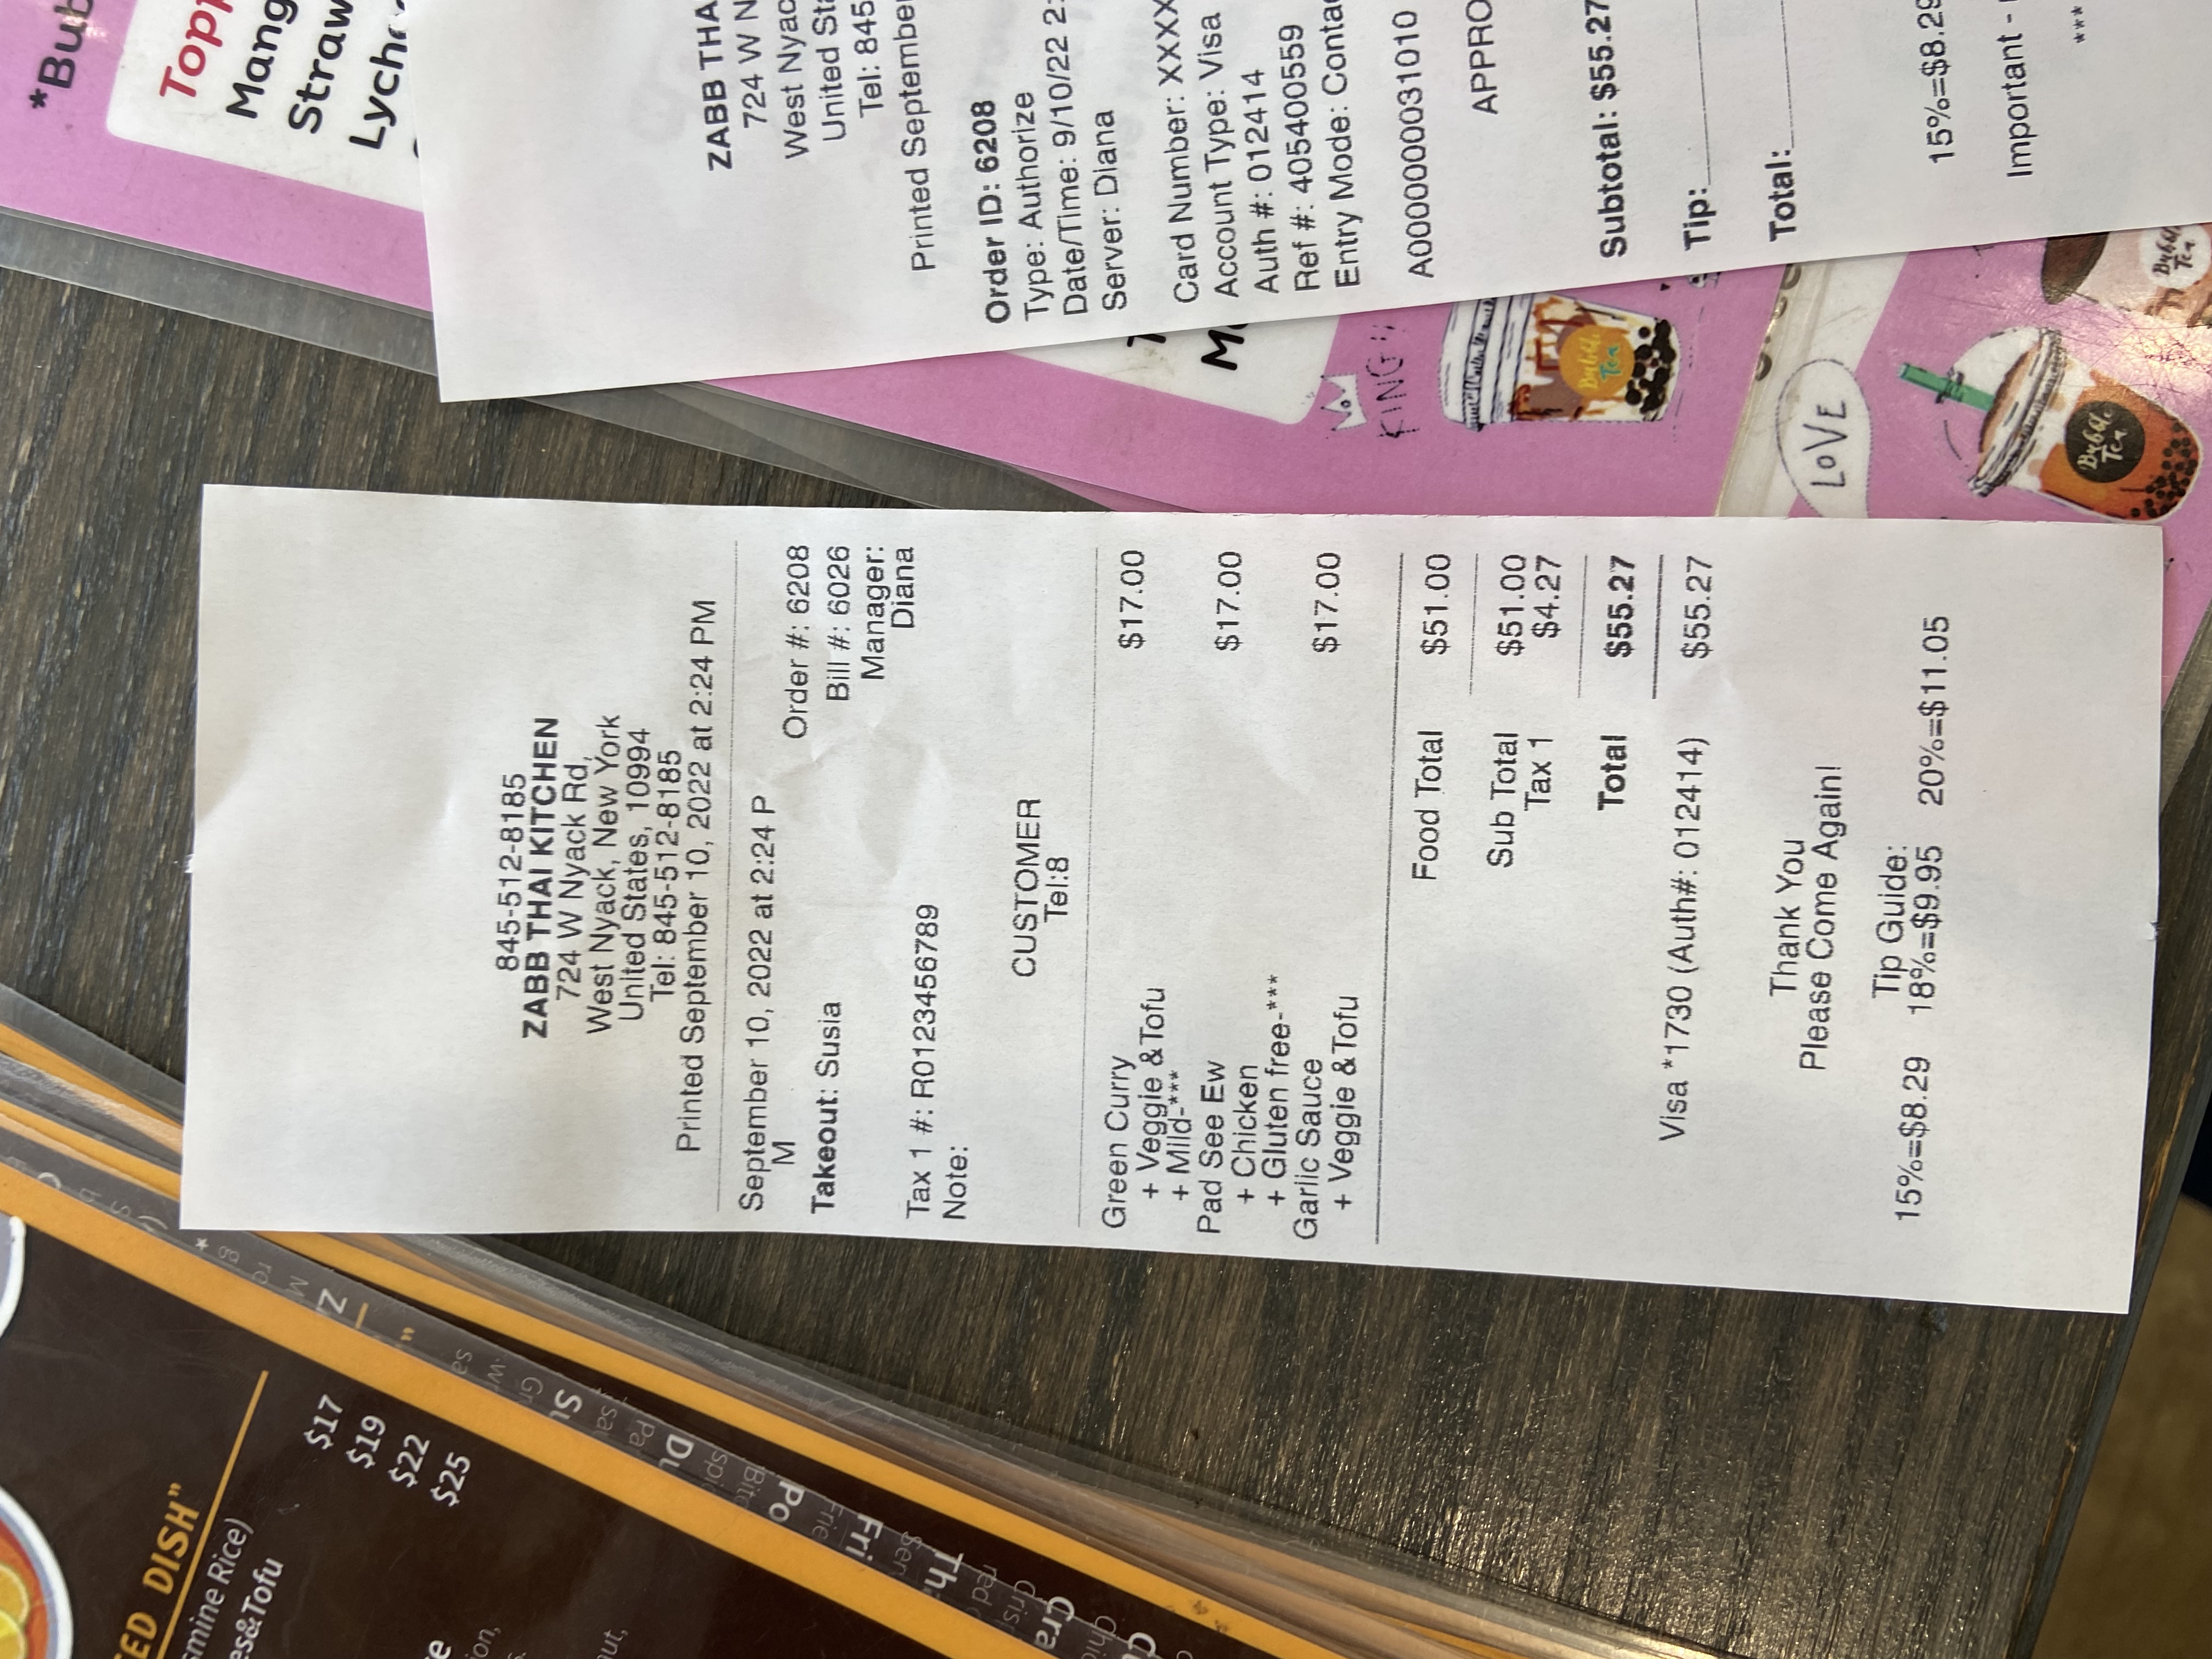 ED DISH"
smine Rice)
es&Tofu
$17
$19
$22
$25
845-512-8185
ZABB THAI KITCHEN
724 W Nyack Rd,
West Nyack, New York
United States, 10994
Tel: 845-512-8185
Printed September 10, 2022 at 2:24 PM
September 10, 2022 at 2:24 P
M
Order #: 6208
Takeout: Susia
Bill #: 6026
Manager:
Diana
Tax 1 #: R0123456789
Note:
CUSTOMER
Tel:8
Green Curry $17.00
+ Veggie &Tofu
+ Mild-***
Pad See Ew $17.00
+ Chicken
+ Gluten free-***
Garlic Sauce $17.00
+ Veggie &Tofu
Food Total $51.00
Sub Total $51.00
Tax 1 $4.27
Total $55.27
Visa *1730 (Auth#: 012414) $55.27
Thank You
Please Come Again!
Tip Guide:
15%=$8.29 18%=$9.95 20%=$11.05
*Bub
Topp
Mang
Straw
Lyche
KING
Bubble
Tea
LOVE
Bubble
Tea
Bubbl
Tea
ZABB THA
724 W N
West Nyac
United Sta
Tel: 845
Printed September
Order ID: 6208
Type: Authorize
Date/Time: 9/10/22 2:
Server: Diana
Card Number: XXXX
Account Type: Visa
Auth #: 012414
Ref #: 405400559
Entry Mode: Contac
A0000000031010
APPRO
Subtotal: $55.27
Tip:
Total:
15%=$8.29
Important -
***